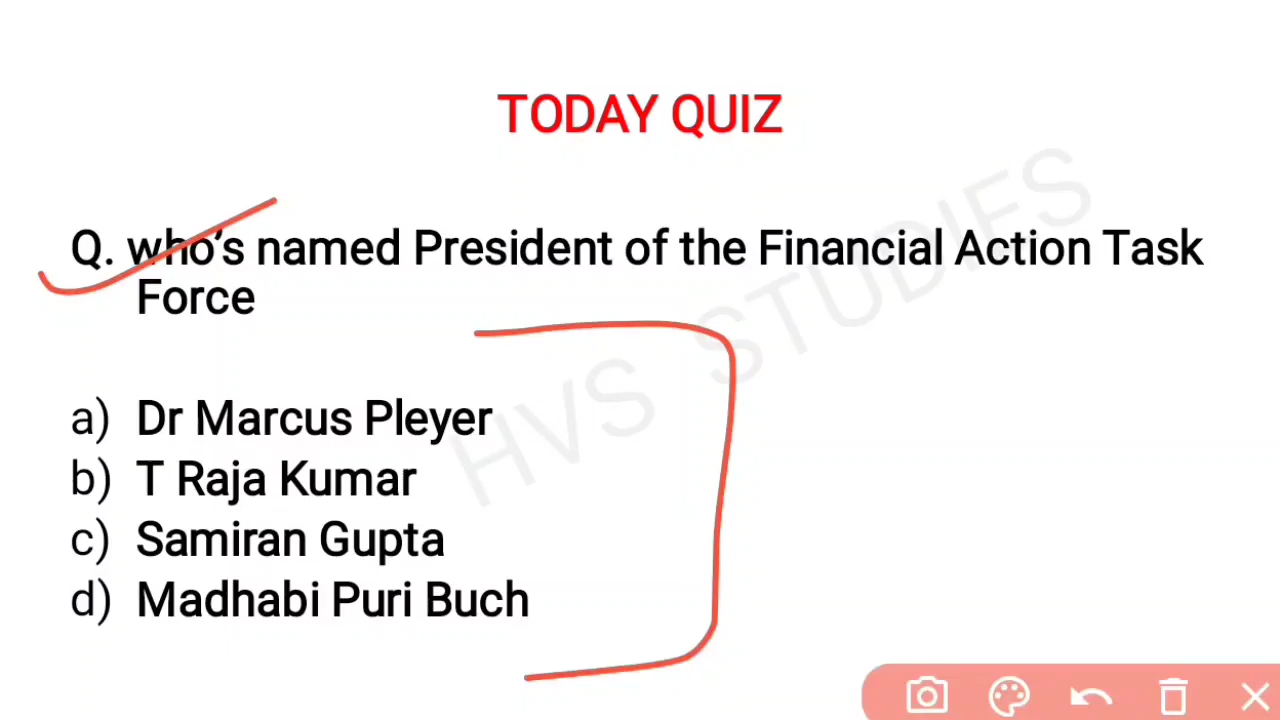 TODAY QUIZ
Q. who's named President of the Financial Action Task
Force
HVS STUDIES
a) Dr Marcus Pleyer
b) T Raja Kumar
c) Samiran Gupta
d) Madhabi Puri Buch